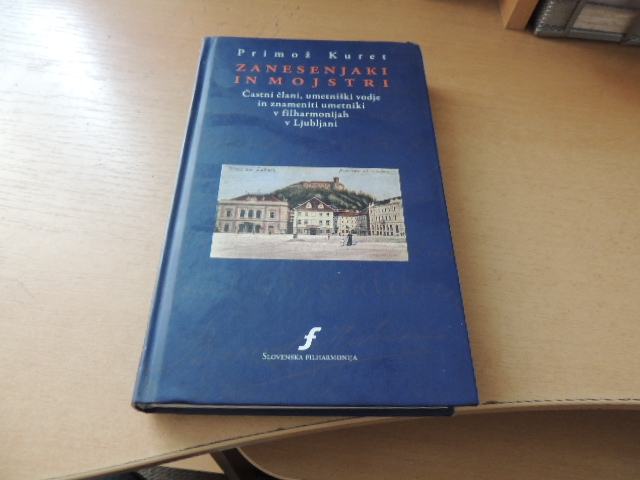 Primož Kuret
ZANESENJAKI
IN MOJSTRI
Častni člani, umetniški vodje
in znameniti umetniki
v filharmonijah
v Ljubljani
f
SLOVENSKA FILHARMONIJA